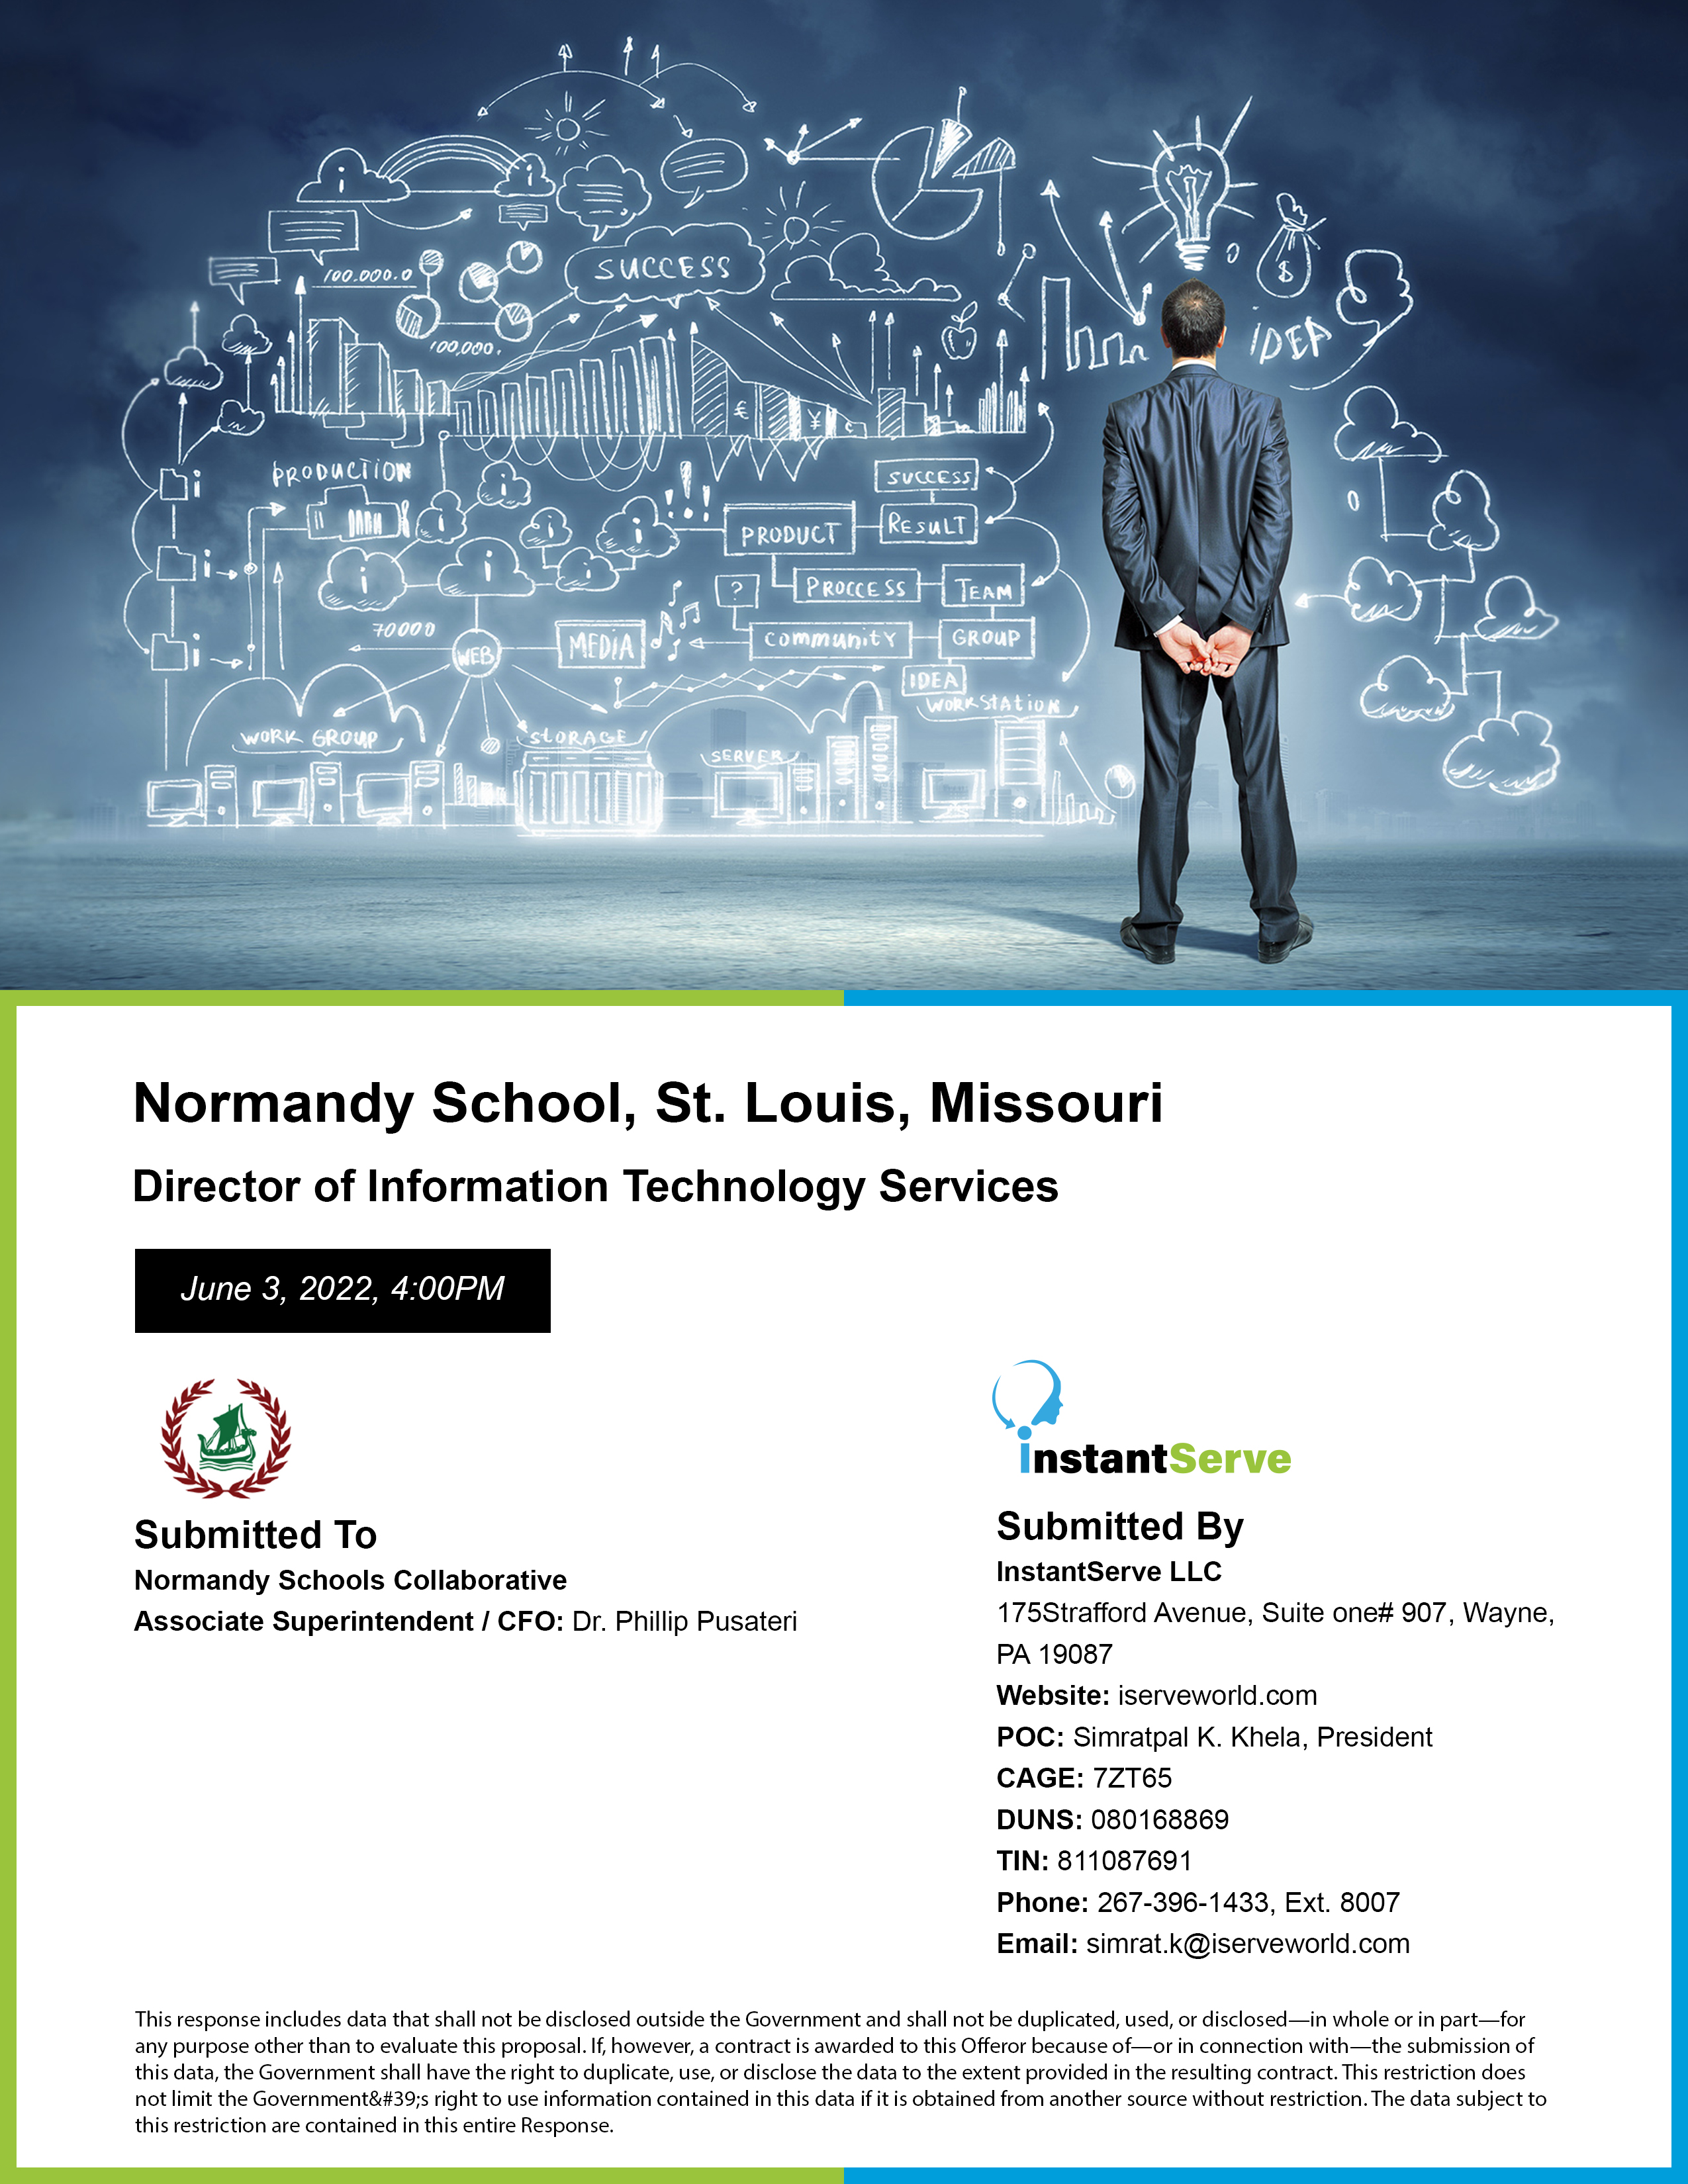 100.000.0
SUCCESS
100,000.
iDEA
$
€
¥
PRODUCTION
SUCCESS
PRODUCT
RESULT
?
PROCCESS
TEAM
70000
WEB
MEDIA
COMMUNITY
GROUP
IDEA
WORKSTATION
WORK GROUP
STORAGE
SERVER
Normandy School, St. Louis, Missouri
Director of Information Technology Services
June 3, 2022, 4:00PM
instantServe
Submitted To
Normandy Schools Collaborative
Associate Superintendent / CFO: Dr. Phillip Pusateri
Submitted By
InstantServe LLC
175Strafford Avenue, Suite one# 907, Wayne,
PA 19087
Website: iserveworld.com
POC: Simratpal K. Khela, President
CAGE: 7ZT65
DUNS: 080168869
TIN: 811087691
Phone: 267-396-1433, Ext. 8007
Email: simrat.k@iserveworld.com
This response includes data that shall not be disclosed outside the Government and shall not be duplicated, used, or disclosed—in whole or in part—for
any purpose other than to evaluate this proposal. If, however, a contract is awarded to this Offeror because of—or in connection with—the submission of
this data, the Government shall have the right to duplicate, use, or disclose the data to the extent provided in the resulting contract. This restriction does
not limit the Government&#39;s right to use information contained in this data if it is obtained from another source without restriction. The data subject to
this restriction are contained in this entire Response.